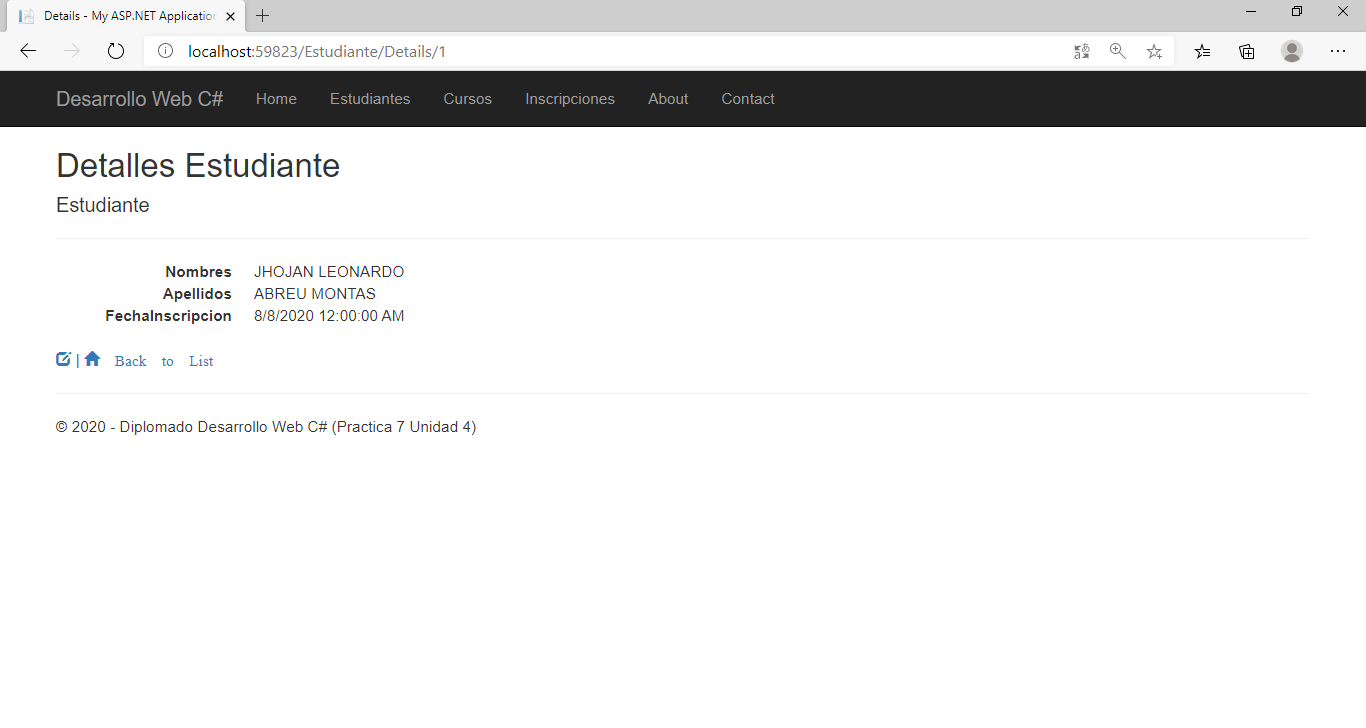 Details - My ASP.NET Application
localhost:59823/Estudiante/Details/1
Desarrollo Web C# Home Estudiantes Cursos Inscripciones About Contact
Detalles Estudiante
Estudiante
Nombres JHOJAN LEONARDO
Apellidos ABREU MONTAS
FechaInscripcion 8/8/2020 12:00:00 AM
| Back to List
© 2020 - Diplomado Desarrollo Web C# (Practica 7 Unidad 4)